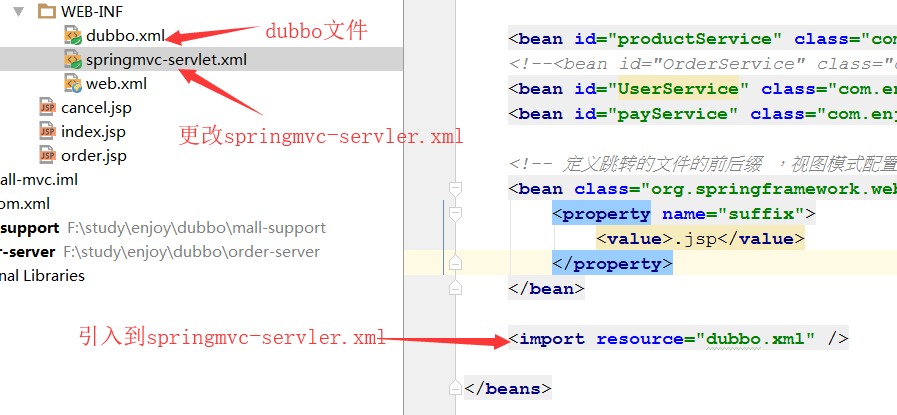 WEB-INF
dubbo.xml
springmvc-servlet.xml
web.xml
cancel.jsp
index.jsp
order.jsp
all-mvc.iml
om.xml
support F:\study\enjoy\dubbo\mall-support
r-server F:\study\enjoy\dubbo\order-server
nal Libraries
dubbo文件
更改springmvc-servler.xml
引入到springmvc-servler.xml
<bean id="productService" class="com
<!--<bean id="OrderService" class="c
<bean id="UserService" class="com.en
<bean id="payService" class="com.enj
<!-- 定义跳转的文件的前后缀 ，视图模式配置
<bean class="org.springframework.web
<property name="suffix">
<value>.jsp</value>
</property>
</bean>
<import resource="dubbo.xml" />
</beans>